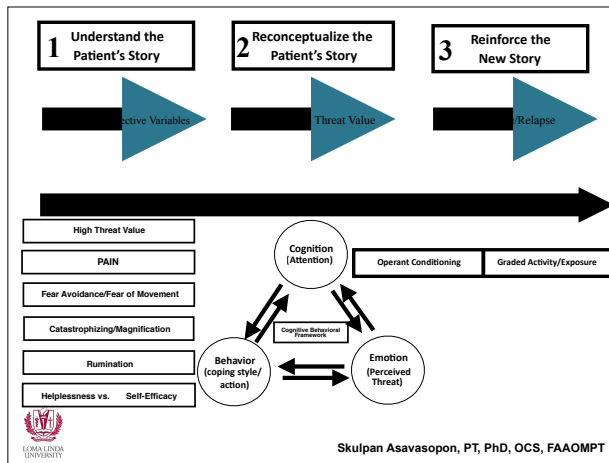 1 Understand the
Patient's Story
2 Reconceptualize the
Patient's Story
3 Reinforce the
New Story
ective Variables
Threat Value
/Relapse
High Threat Value
PAIN
Fear Avoidance/Fear of Movement
Catastrophizing/Magnification
Rumination
Helplessness vs. Self-Efficacy
Cognition
(Attention)
Cognitive Behavioral
Framework
Behavior
(coping style/
action)
Emotion
(Perceived
Threat)
Operant Conditioning
Graded Activity/Exposure
LOMA LINDA
UNIVERSITY
Skulpan Asavasopon, PT, PhD, OCS, FAAOMPT